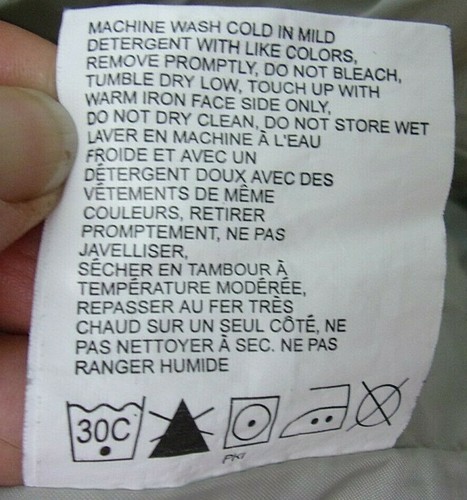 MACHINE WASH COLD IN MILD
DETERGENT WITH LIKE COLORS,
REMOVE PROMPTLY, DO NOT BLEACH,
TUMBLE DRY LOW, TOUCH UP WITH
WARM IRON FACE SIDE ONLY,
DO NOT DRY CLEAN, DO NOT STORE WET
LAVER EN MACHINE À L'EAU
FROIDE ET AVEC UN
DÉTERGENT DOUX AVEC DES
VÉTEMENTS DE MÊME
COULEURS, RETIRER
PROMPTEMENT, NE PAS
JAVELLISER,
SÉCHER EN TAMBOUR À
TEMPÉRATURE MODÉRÉE,
REPASSER AU FER TRÈS
CHAUD SUR UN SEUL CÔTÉ, NE
PAS NETTOYER À SEC. NE PAS
RANGER HUMIDE
30C
PKI